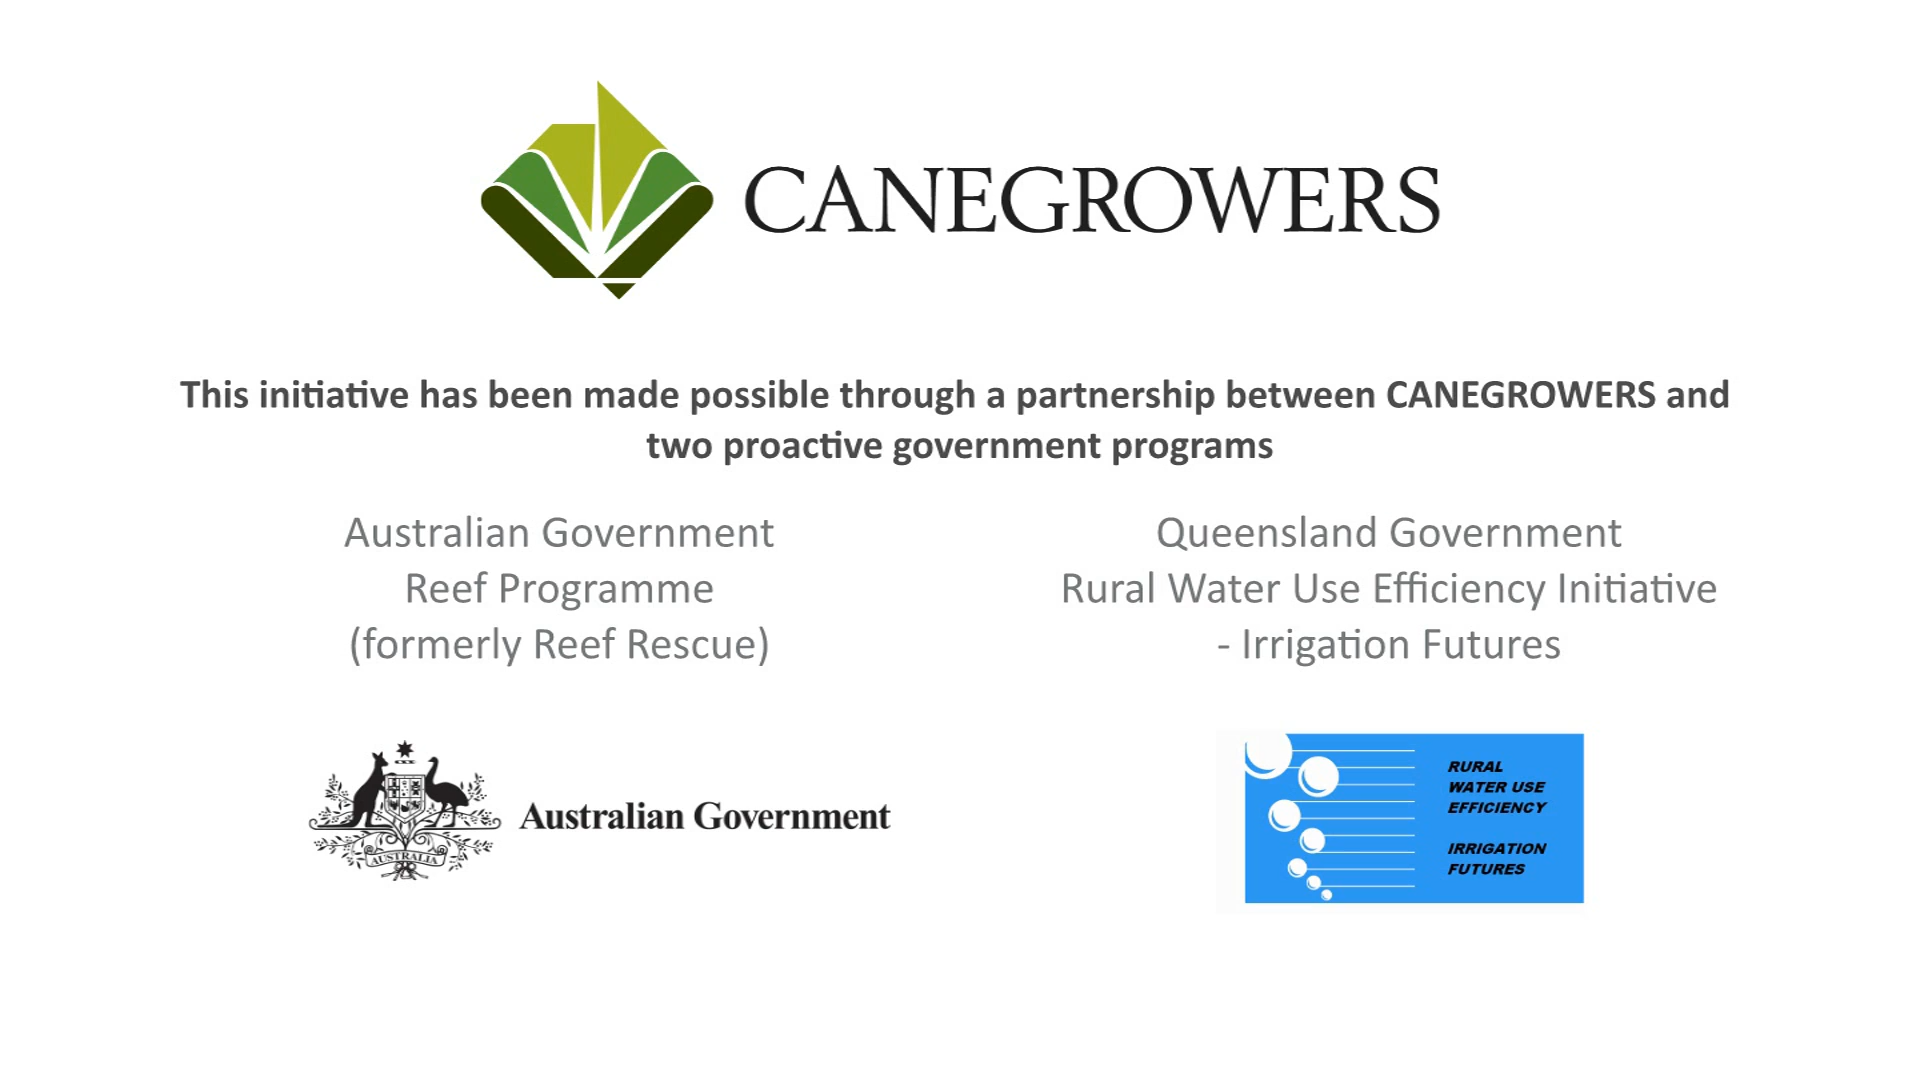 CANEGROWERS
This initiative has been made possible through a partnership between CANEGROWERS and
two proactive government programs
Australian Government
Reef Programme
(formerly Reef Rescue)
Queensland Government
Rural Water Use Efficiency Initiative
- Irrigation Futures
AUSTRALIA
Australian Government
RURAL
WATER USE
EFFICIENCY
IRRIGATION
FUTURES